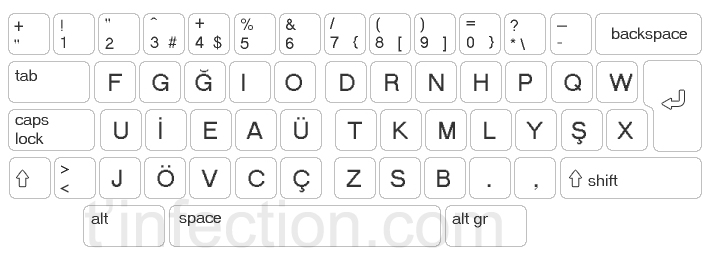 + ! " ^ + % & / ( ) = ? _ backspace
" 1 2 3 # 4 $ 5 6 7 { 8 [ 9 ] 0 } * \ -
tab F G Ğ I O D R N H P Q W
caps lock U İ E A Ü T K M L Y Ş X
> < J Ö V C Ç Z S B . , shift
alt space alt gr
t'infection.com